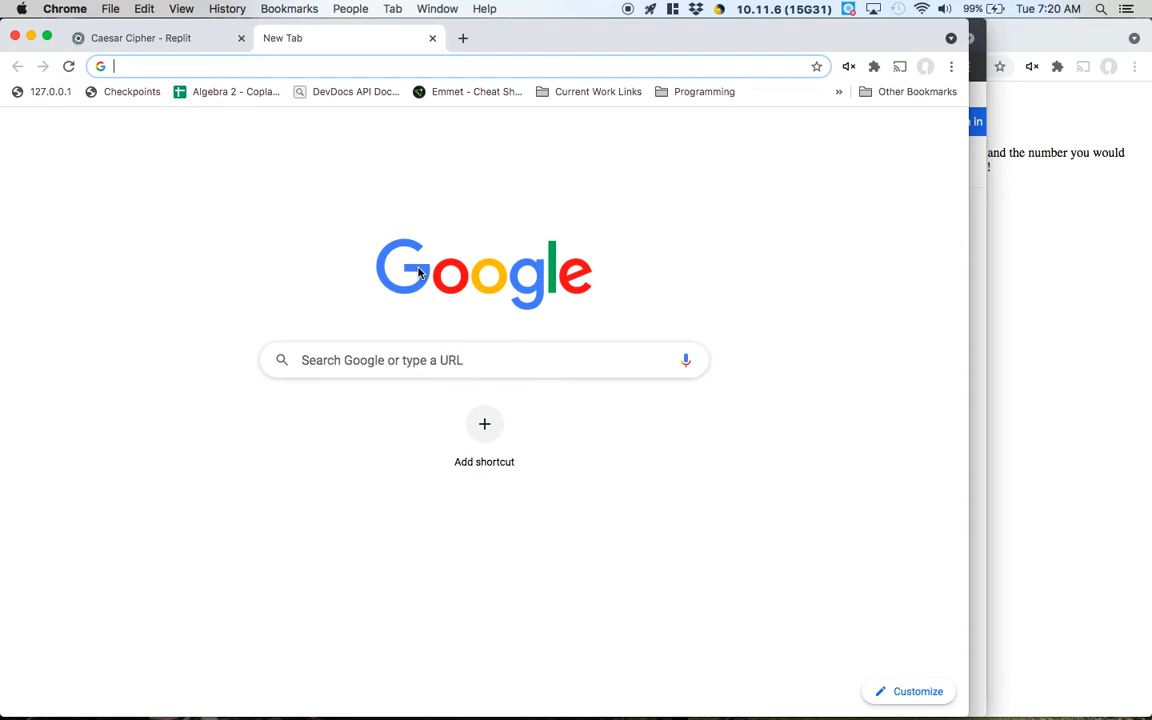 Chrome File Edit View History Bookmarks People Tab Window Help 10.11.6 (15G31) 99% Tue 7:20 AM
Caesar Cipher - Replit New Tab
127.0.0.1 Checkpoints Algebra 2 - Copla... DevDocs API Doc... Emmet - Cheat Sh... Current Work Links Programming » Other Bookmarks
in
and the number you would
!
Google
Search Google or type a URL
Add shortcut
Customize